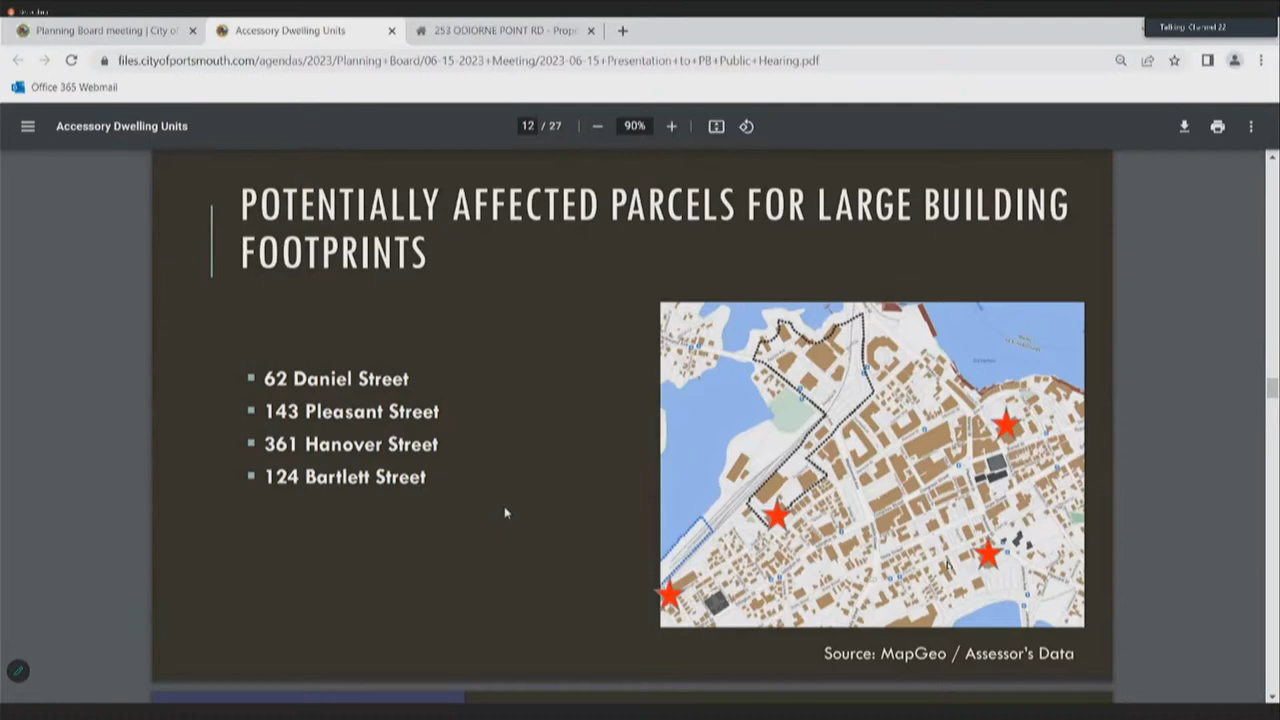 Planning Board meeting | City of
Accessory Dwelling Units
253 ODIORNE POINT RD - Prop
Talking: Channel 22
files.cityofportsmouth.com/agendas/2023/Planning+Board/06-15-2023+Meeting/2023-06-15+Presentation+to+PB+Public+Hearing.pdf
Office 365 Webmail
Accessory Dwelling Units
12 / 27
90%
POTENTIALLY AFFECTED PARCELS FOR LARGE BUILDING
FOOTPRINTS
62 Daniel Street
143 Pleasant Street
361 Hanover Street
124 Bartlett Street
Source: MapGeo / Assessor's Data